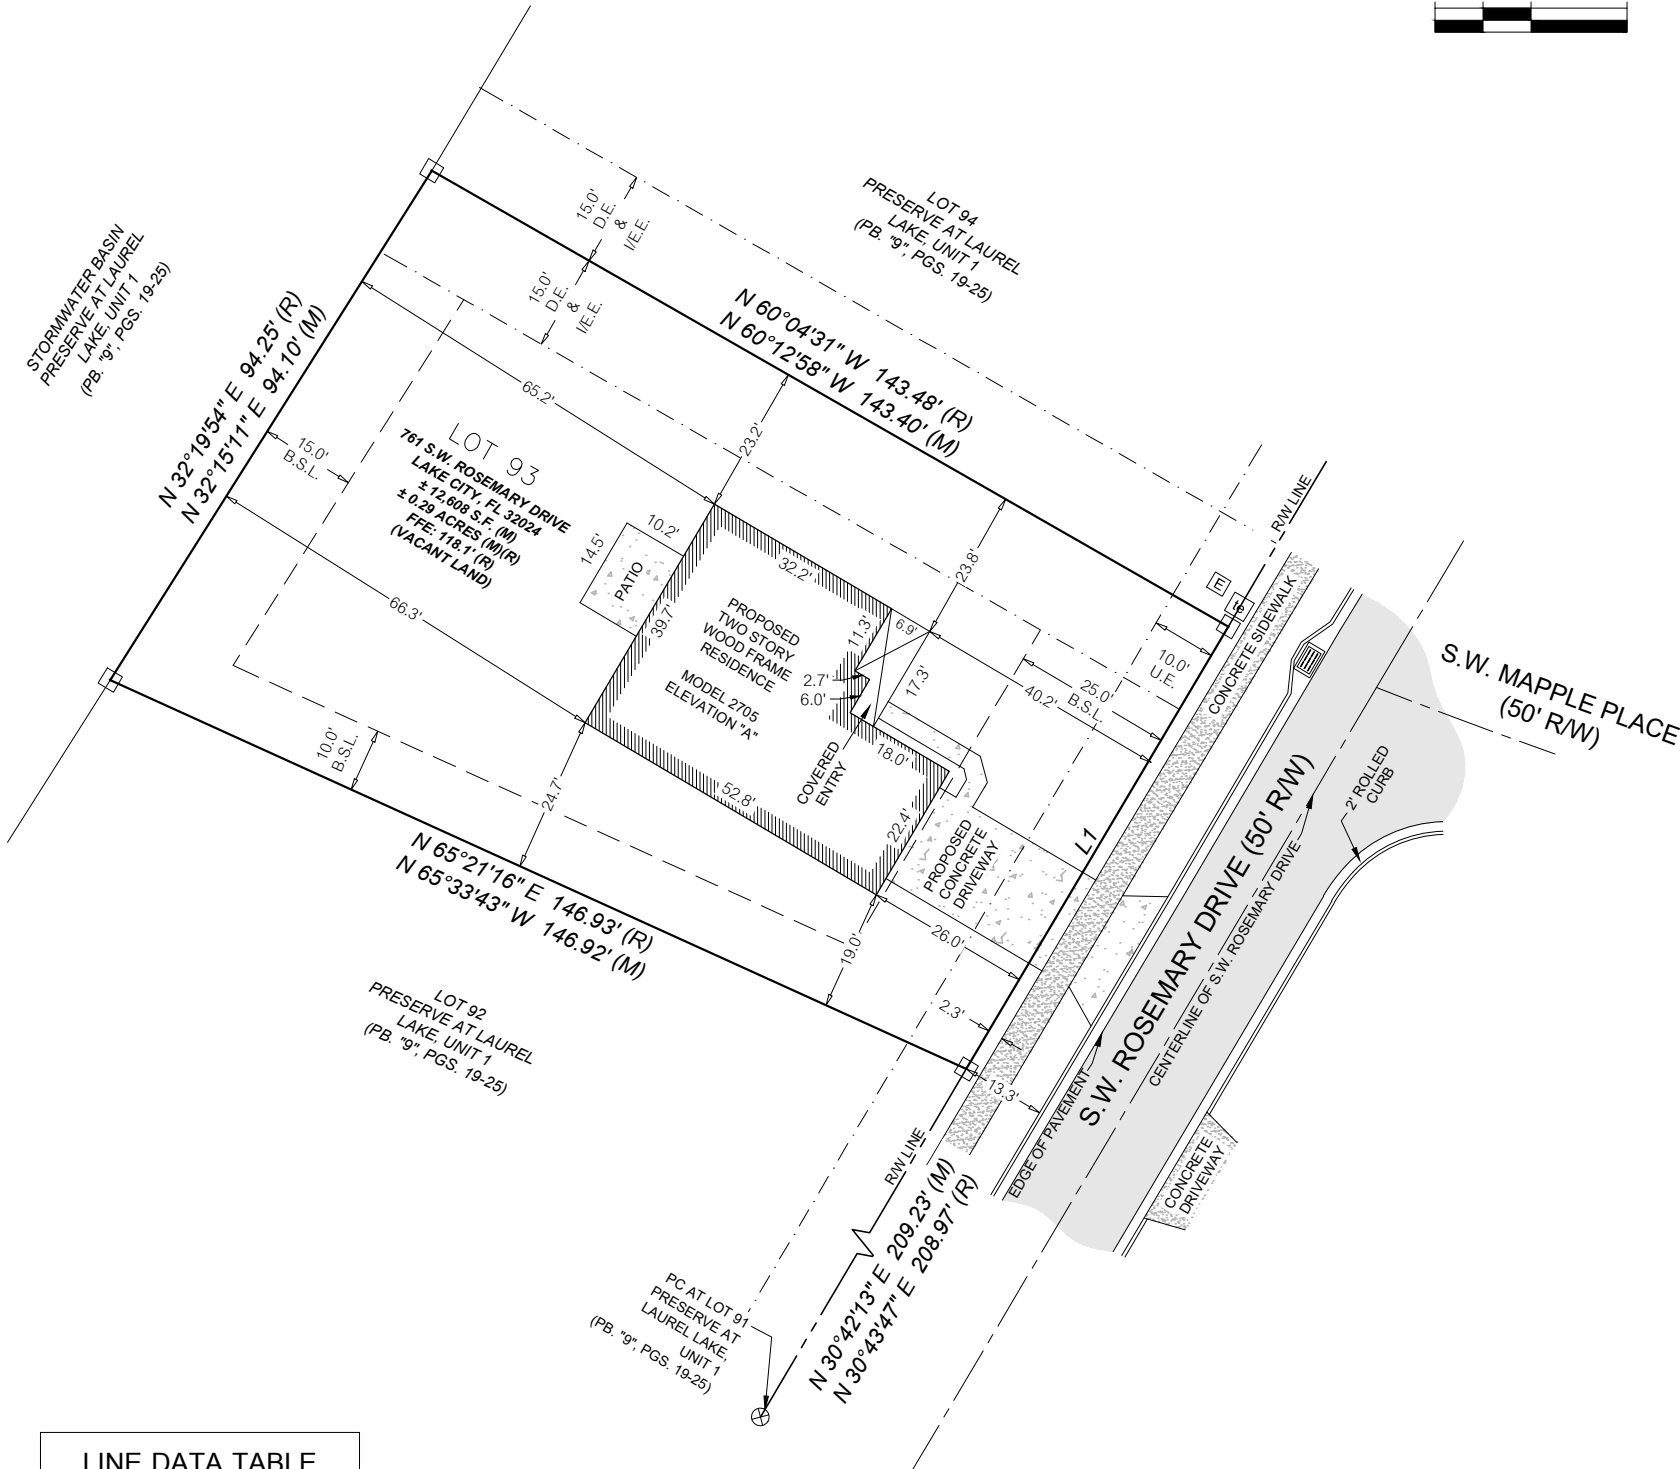 STORMWATER BASIN
PRESERVE AT LAUREL
LAKE, UNIT 1
(PB. "9", PGS. 19-25)
N 32°19'54" E 94.25' (R)
N 32°15'11" E 94.10' (M)
15.0'
D.E.
&
I/E.E.
15.0'
D.E.
&
I/E.E.
LOT 94
PRESERVE AT LAUREL
LAKE, UNIT 1
(PB. "9", PGS. 19-25)
N 60°04'31" W 143.48' (R)
N 60°12'58" W 143.40' (M)
65.2'
23.2'
15.0'
B.S.L.
LOT 93
761 S.W. ROSEMARY DRIVE
LAKE CITY, FL 32024
± 12,608 S.F. (M)
± 0.29 ACRES (M)(R)
FFE: 118.1' (R)
(VACANT LAND)
66.3'
10.2'
14.5'
PATIO
39.7'
32.2'
PROPOSED
TWO STORY
WOOD FRAME
RESIDENCE
MODEL 2705
ELEVATION "A"
11.3'
6.9'
2.7'
6.0'
17.3'
23.8'
18.0'
COVERED
ENTRY
52.8'
22.4'
40.2'
25.0'
B.S.L.
10.0'
U.E.
E
te
R/W LINE
CONCRETE SIDEWALK
S.W. MAPPLE PLACE
(50' R/W)
2' ROLLED
CURB
10.0'
B.S.L.
24.7'
N 65°21'16" E 146.93' (R)
N 65°33'43" W 146.92' (M)
19.0'
26.0'
PROPOSED
CONCRETE
DRIVEWAY
L1
2.3'
13.3'
S.W. ROSEMARY DRIVE (50' R/W)
CENTERLINE OF S.W. ROSEMARY DRIVE
EDGE OF PAVEMENT
CONCRETE
DRIVEWAY
LOT 92
PRESERVE AT LAUREL
LAKE, UNIT 1
(PB. "9", PGS. 19-25)
R/W LINE
N 30°42'13" E 209.23' (M)
N 30°43'47" E 208.97' (R)
PC AT LOT 91
PRESERVE AT
LAUREL LAKE,
UNIT 1
(PB. "9", PGS. 19-25)
LINE DATA TABLE